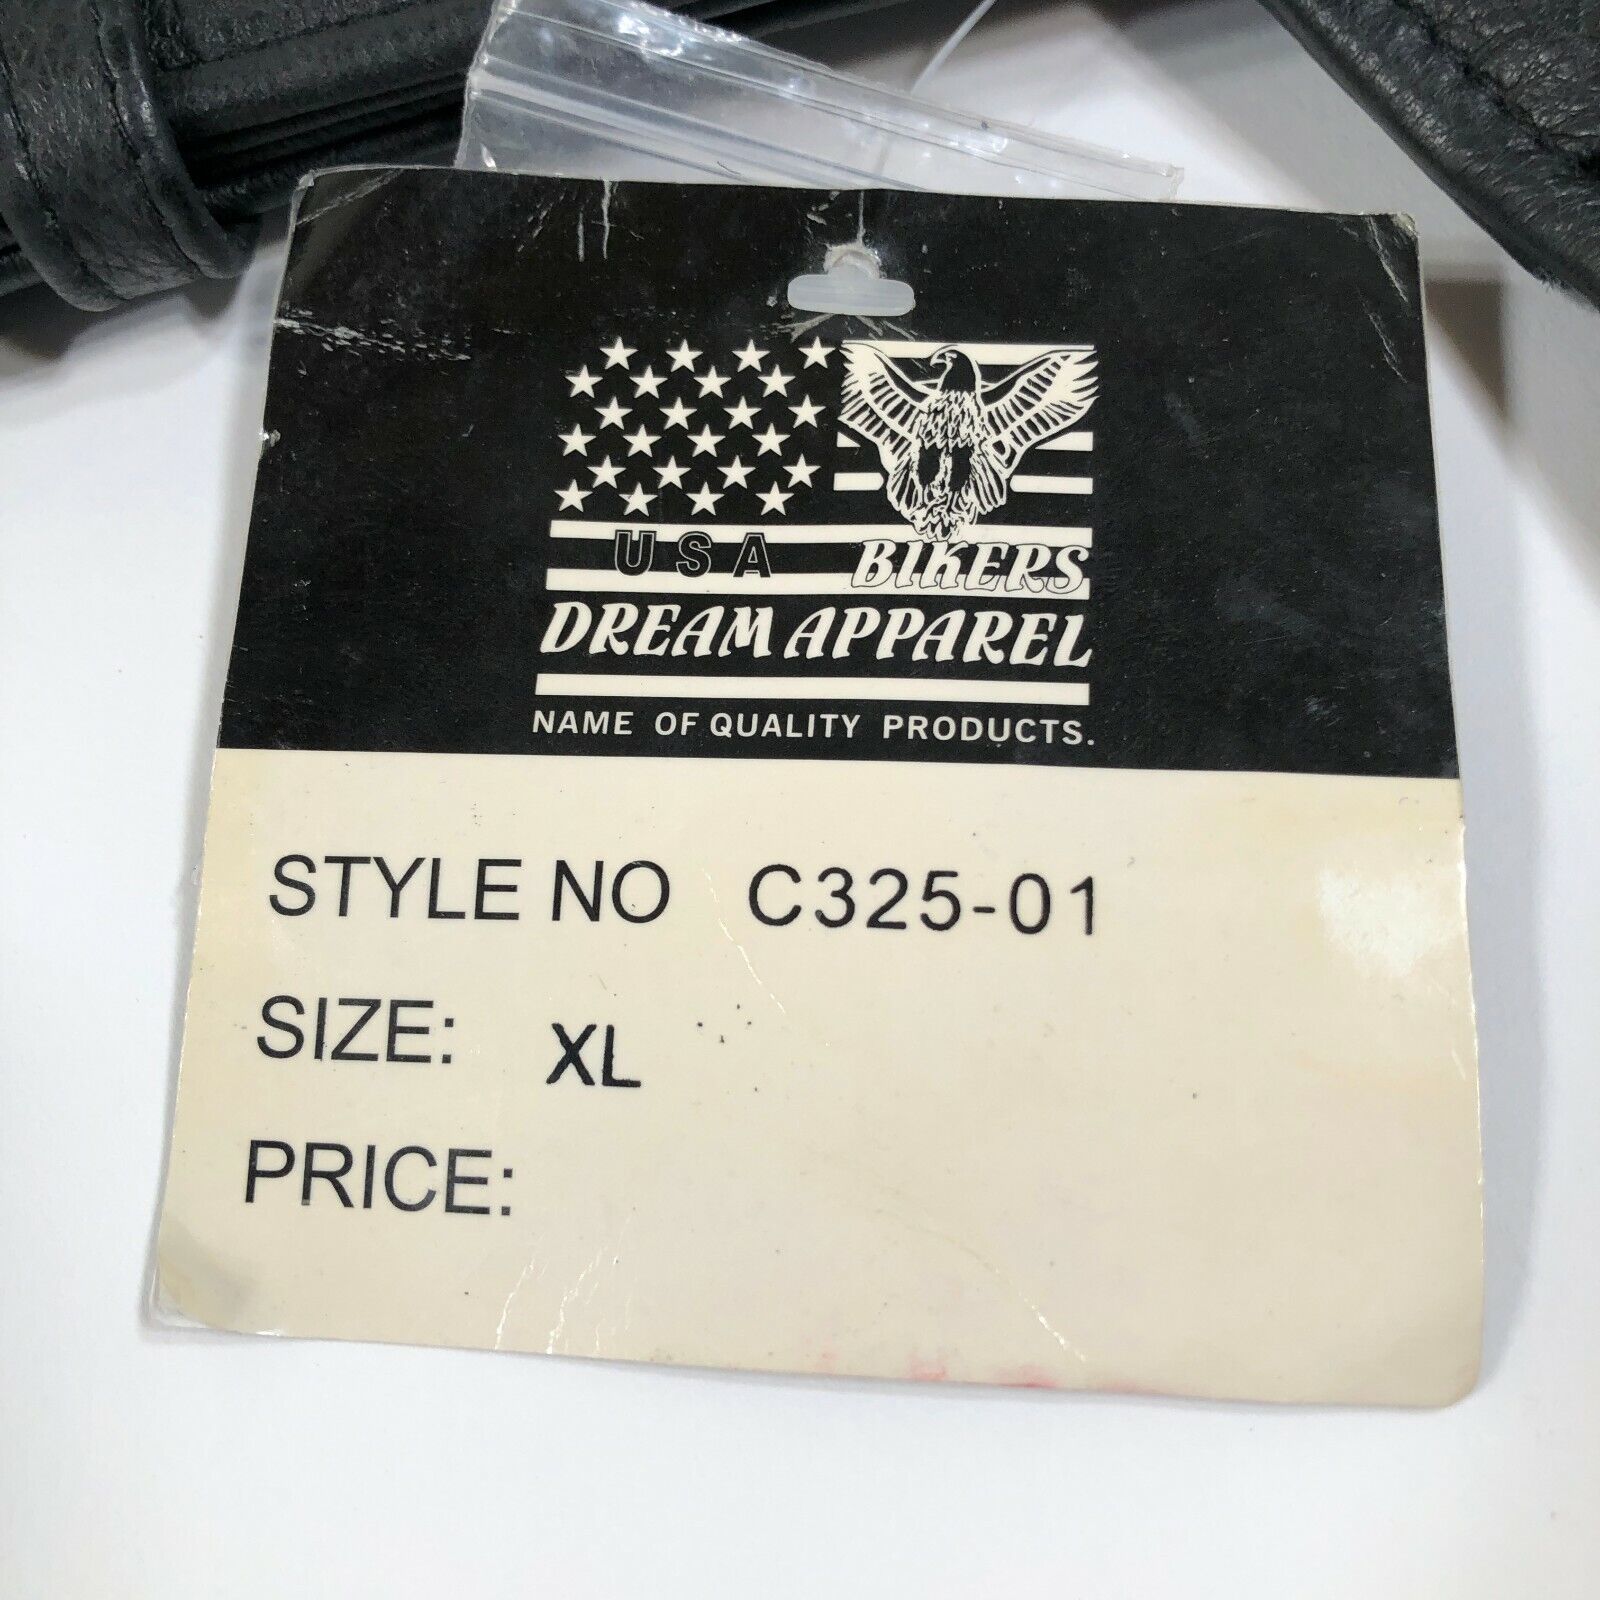 USA BIKERS
DREAM APPAREL
NAME OF QUALITY PRODUCTS.
STYLE NO C325-01
SIZE: XL
PRICE: